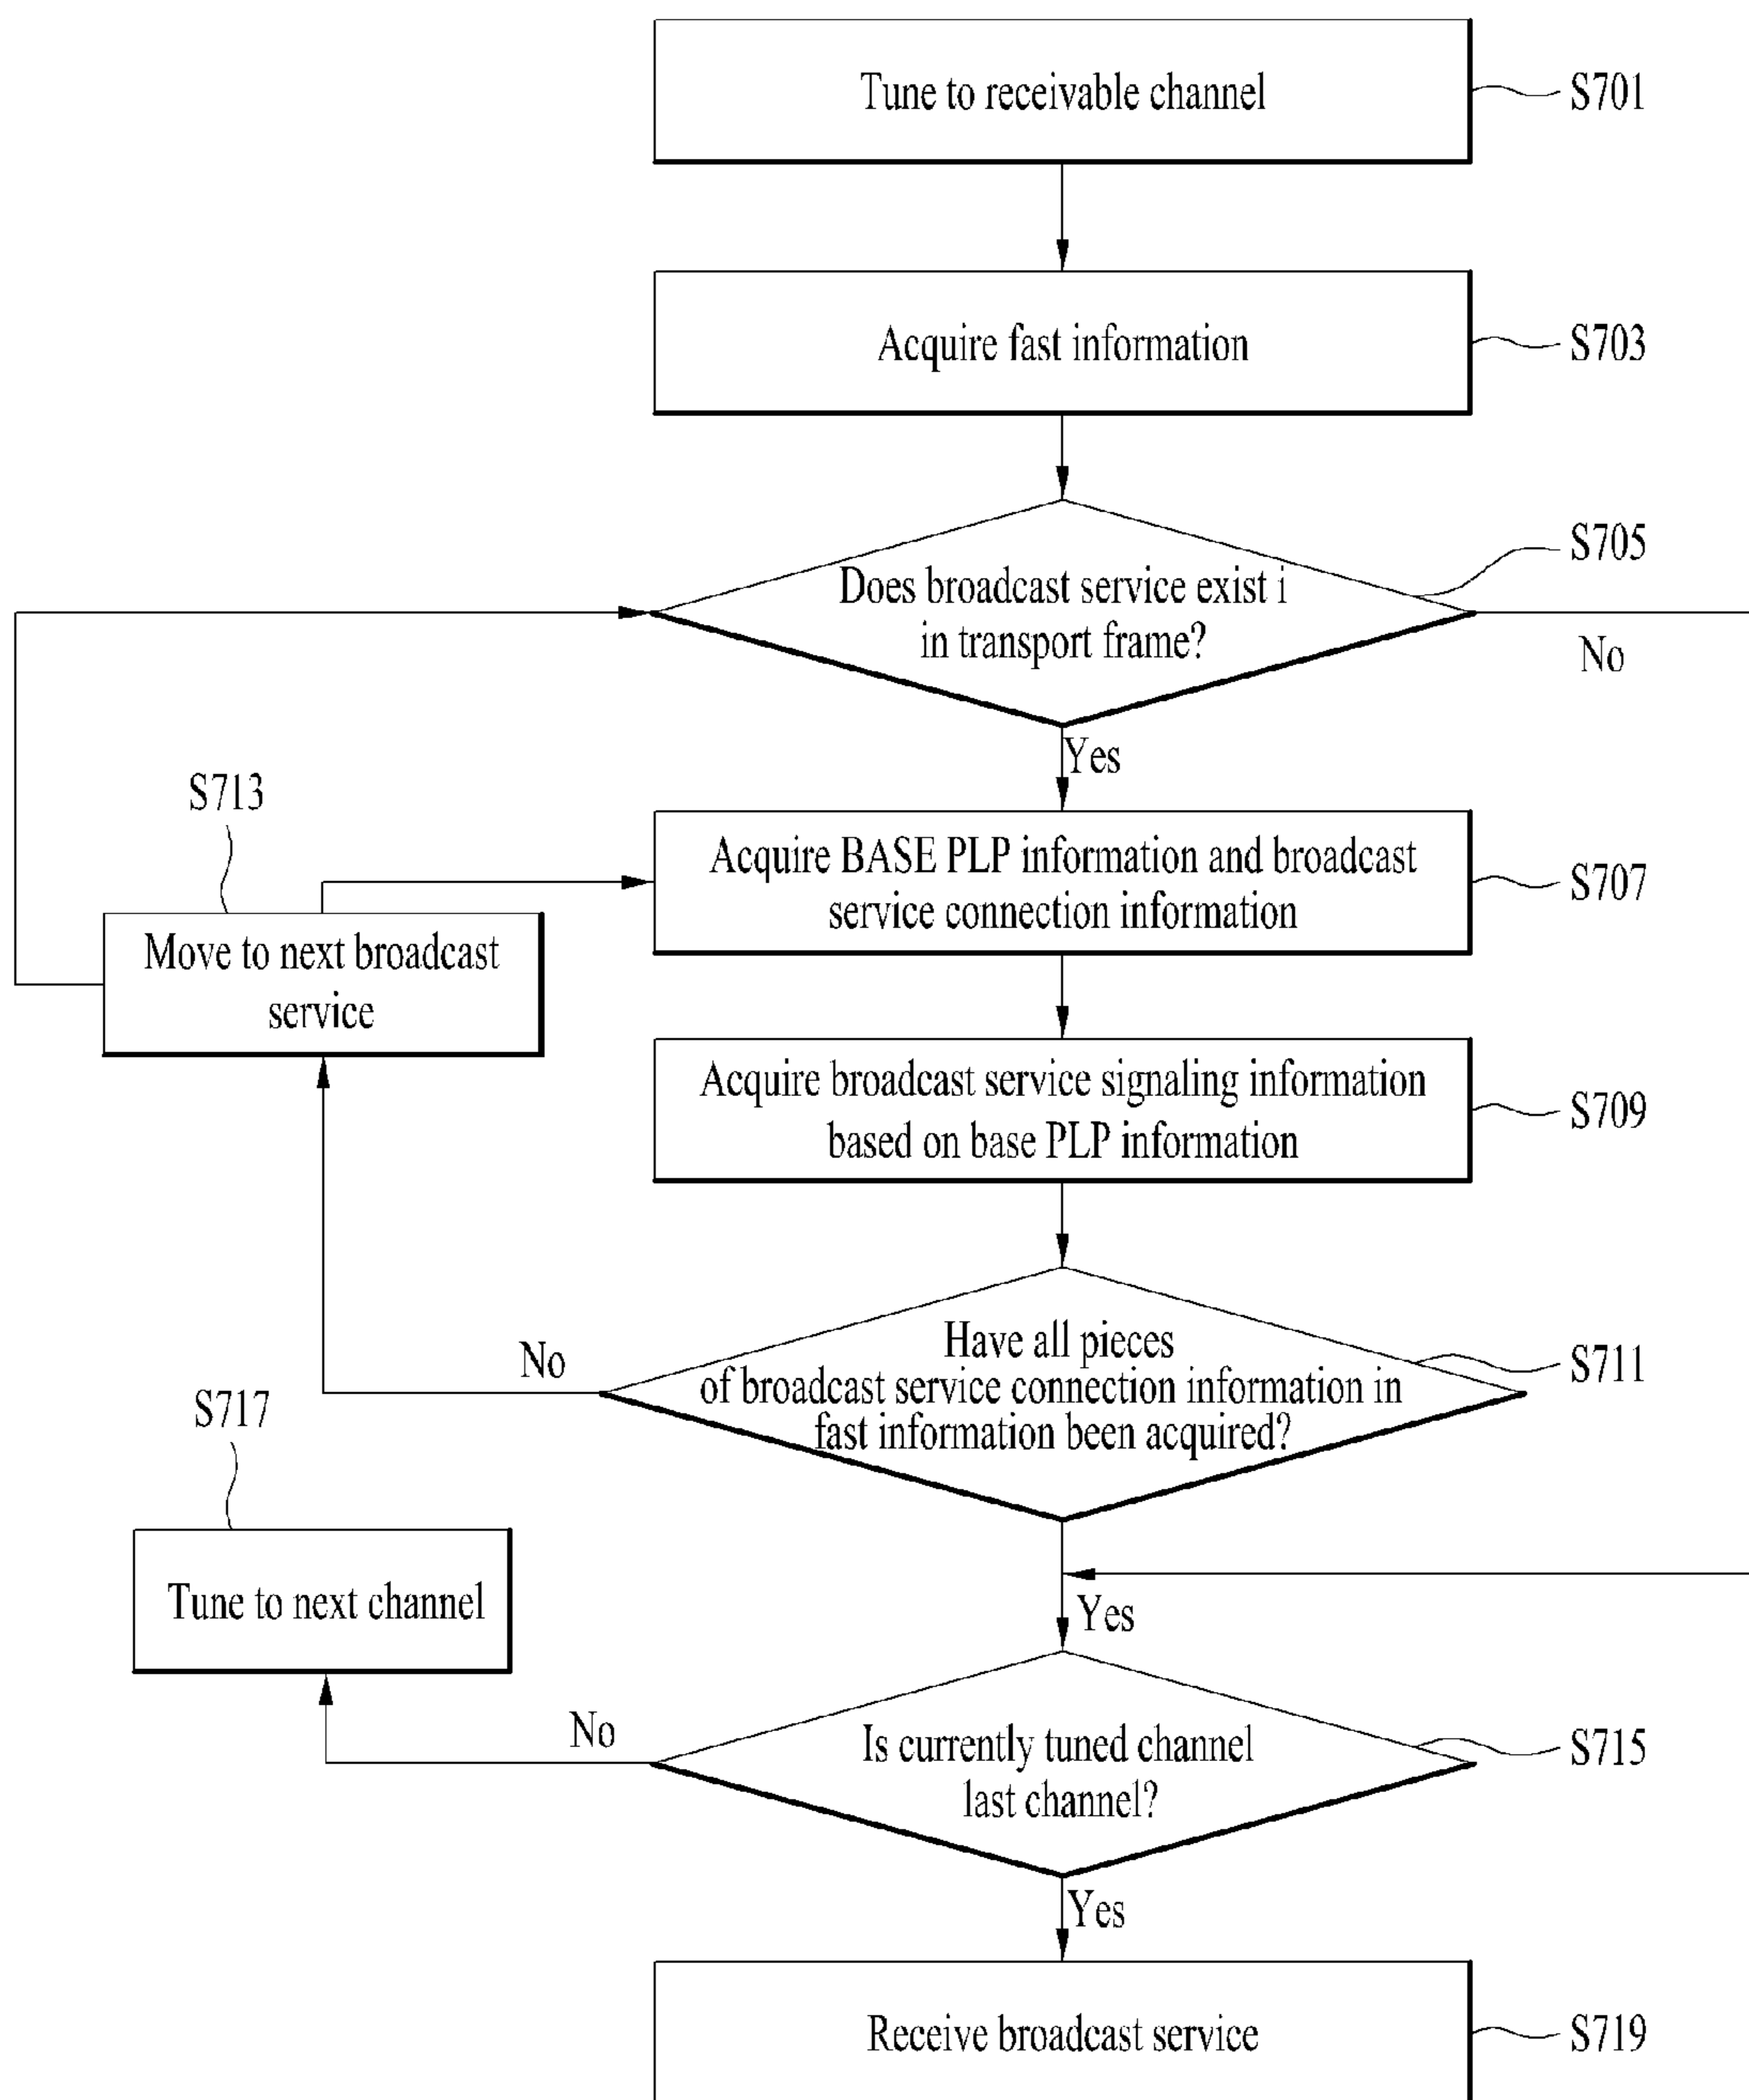 Tune to receivable channel
S701
Acquire fast information
S703
S705
Does broadcast service exist i
in transport frame?
No
Yes
S713
Acquire BASE PLP information and broadcast
service connection information
S707
Move to next broadcast
service
Acquire broadcast service signaling information
based on base PLP information
S709
Have all pieces
of broadcast service connection information in
fast information been acquired?
S711
No
S717
Tune to next channel
Yes
No
Is currently tuned channel
last channel?
S715
Yes
Receive broadcast service
S719